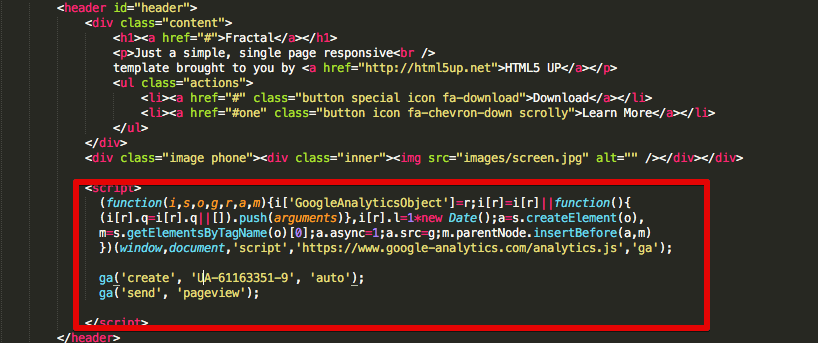 <header id="header">
<div class="content">
<h1><a href="#">Fractal</a></h1>
<p>Just a simple, single page responsive<br />
template brought to you by <a href="http://html5up.net">HTML5 UP</a></p>
<ul class="actions">
<li><a href="#" class="button special icon fa-download">Download</a></li>
<li><a href="#one" class="button icon fa-chevron-down scrolly">Learn More</a></li>
</ul>
</div>
<div class="image phone"><div class="inner"><img src="images/screen.jpg" alt="" /></div></div>
<script>
(function(i,s,o,g,r,a,m){i['GoogleAnalyticsObject']=r;i[r]=i[r]||function(){
(i[r].q=i[r].q||[]).push(arguments)},i[r].l=1*new Date();a=s.createElement(o),
m=s.getElementsByTagName(o)[0];a.async=1;a.src=g;m.parentNode.insertBefore(a,m)
})(window,document,'script','https://www.google-analytics.com/analytics.js','ga');
ga('create', 'UA-61163351-9', 'auto');
ga('send', 'pageview');
</script>
</header>